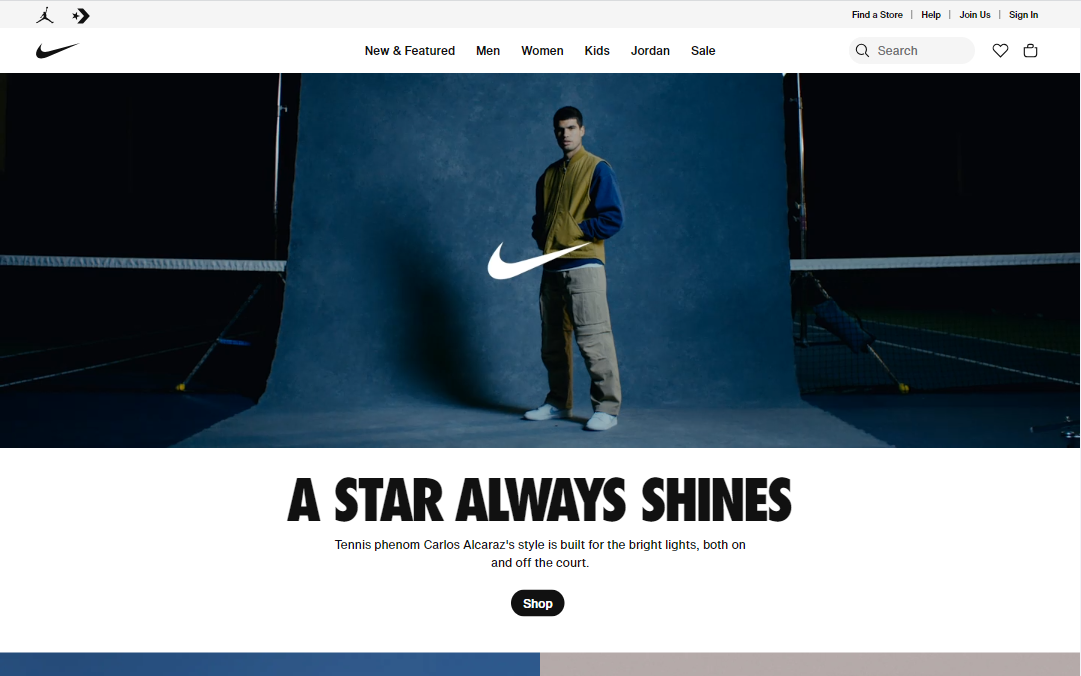 Find a Store | Help | Join Us | Sign In
New & Featured Men Women Kids Jordan Sale
Search
A STAR ALWAYS SHINES
Tennis phenom Carlos Alcaraz's style is built for the bright lights, both on
and off the court.
Shop